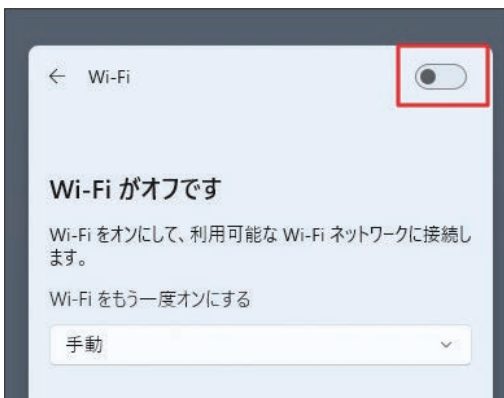 ← Wi-Fi
Wi-Fi がオフです
Wi-Fi をオンにして、利用可能な Wi-Fi ネットワークに接続し
ます。
Wi-Fi をもう一度オンにする
手動